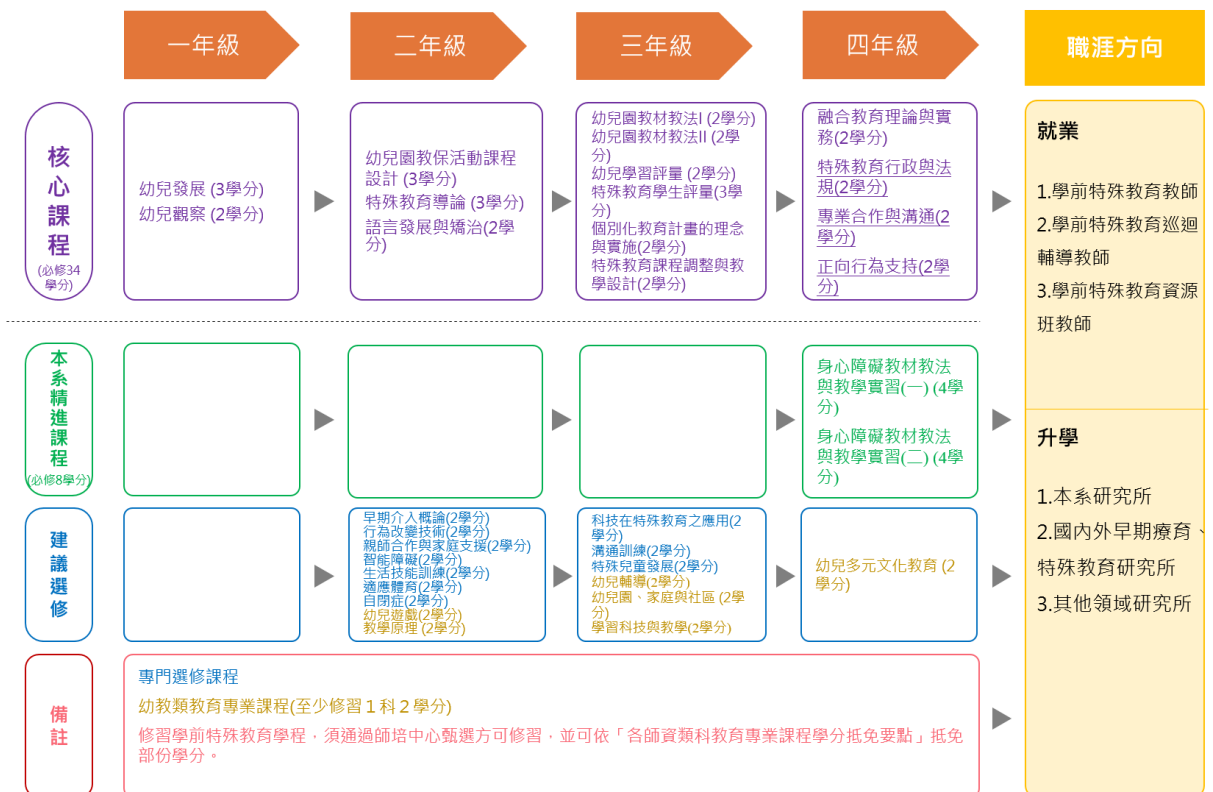 一年級
二年級
三年級
四年級
職涯方向
核心課程
(必修34
學分)
幼兒發展 (3學分)
幼兒觀察 (2學分)
幼兒園教保活動課程
設計 (3學分)
特殊教育導論 (3學分)
語言發展與矯治(2學
分)
幼兒園教材教法I (2學分)
幼兒園教材教法II (2學
分)
幼兒學習評量 (2學分)
特殊教育學生評量(3學
分)
個別化教育計畫的理念
與實施(2學分)
特殊教育課程調整與教
學設計(2學分)
融合教育理論與實
務(2學分)
特殊教育行政與法
規(2學分)
專業合作與溝通(2
學分)
正向行為支持(2學
分)
就業
1.學前特殊教育教師
2.學前特殊教育巡迴
輔導教師
3.學前特殊教育資源
班教師
本系精進課程
(必修8學分)
身心障礙教材教法
與教學實習(一) (4學
分)
身心障礙教材教法
與教學實習(二) (4學
分)
升學
1.本系研究所
2.國內外早期療育、
特殊教育研究所
3.其他領域研究所
建議選修
早期介入概論(2學分)
行為改變技術(2學分)
親師合作與家庭支援(2學分)
智能障礙(2學分)
生活技能訓練(2學分)
適應體育(2學分)
自閉症(2學分)
幼兒遊戲(2學分)
教學原理 (2學分)
科技在特殊教育之應用(2
學分)
溝通訓練(2學分)
特殊兒童發展(2學分)
幼兒輔導(2學分)
幼兒園、家庭與社區 (2學
分)
學習科技與教學(2學分)
幼兒多元文化教育 (2
學分)
備註
專門選修課程
幼教類教育專業課程(至少修習１科２學分)
修習學前特殊教育學程，須通過師培中心甄選方可修習，並可依「各師資類科教育專業課程學分抵免要點」抵免
部份學分。